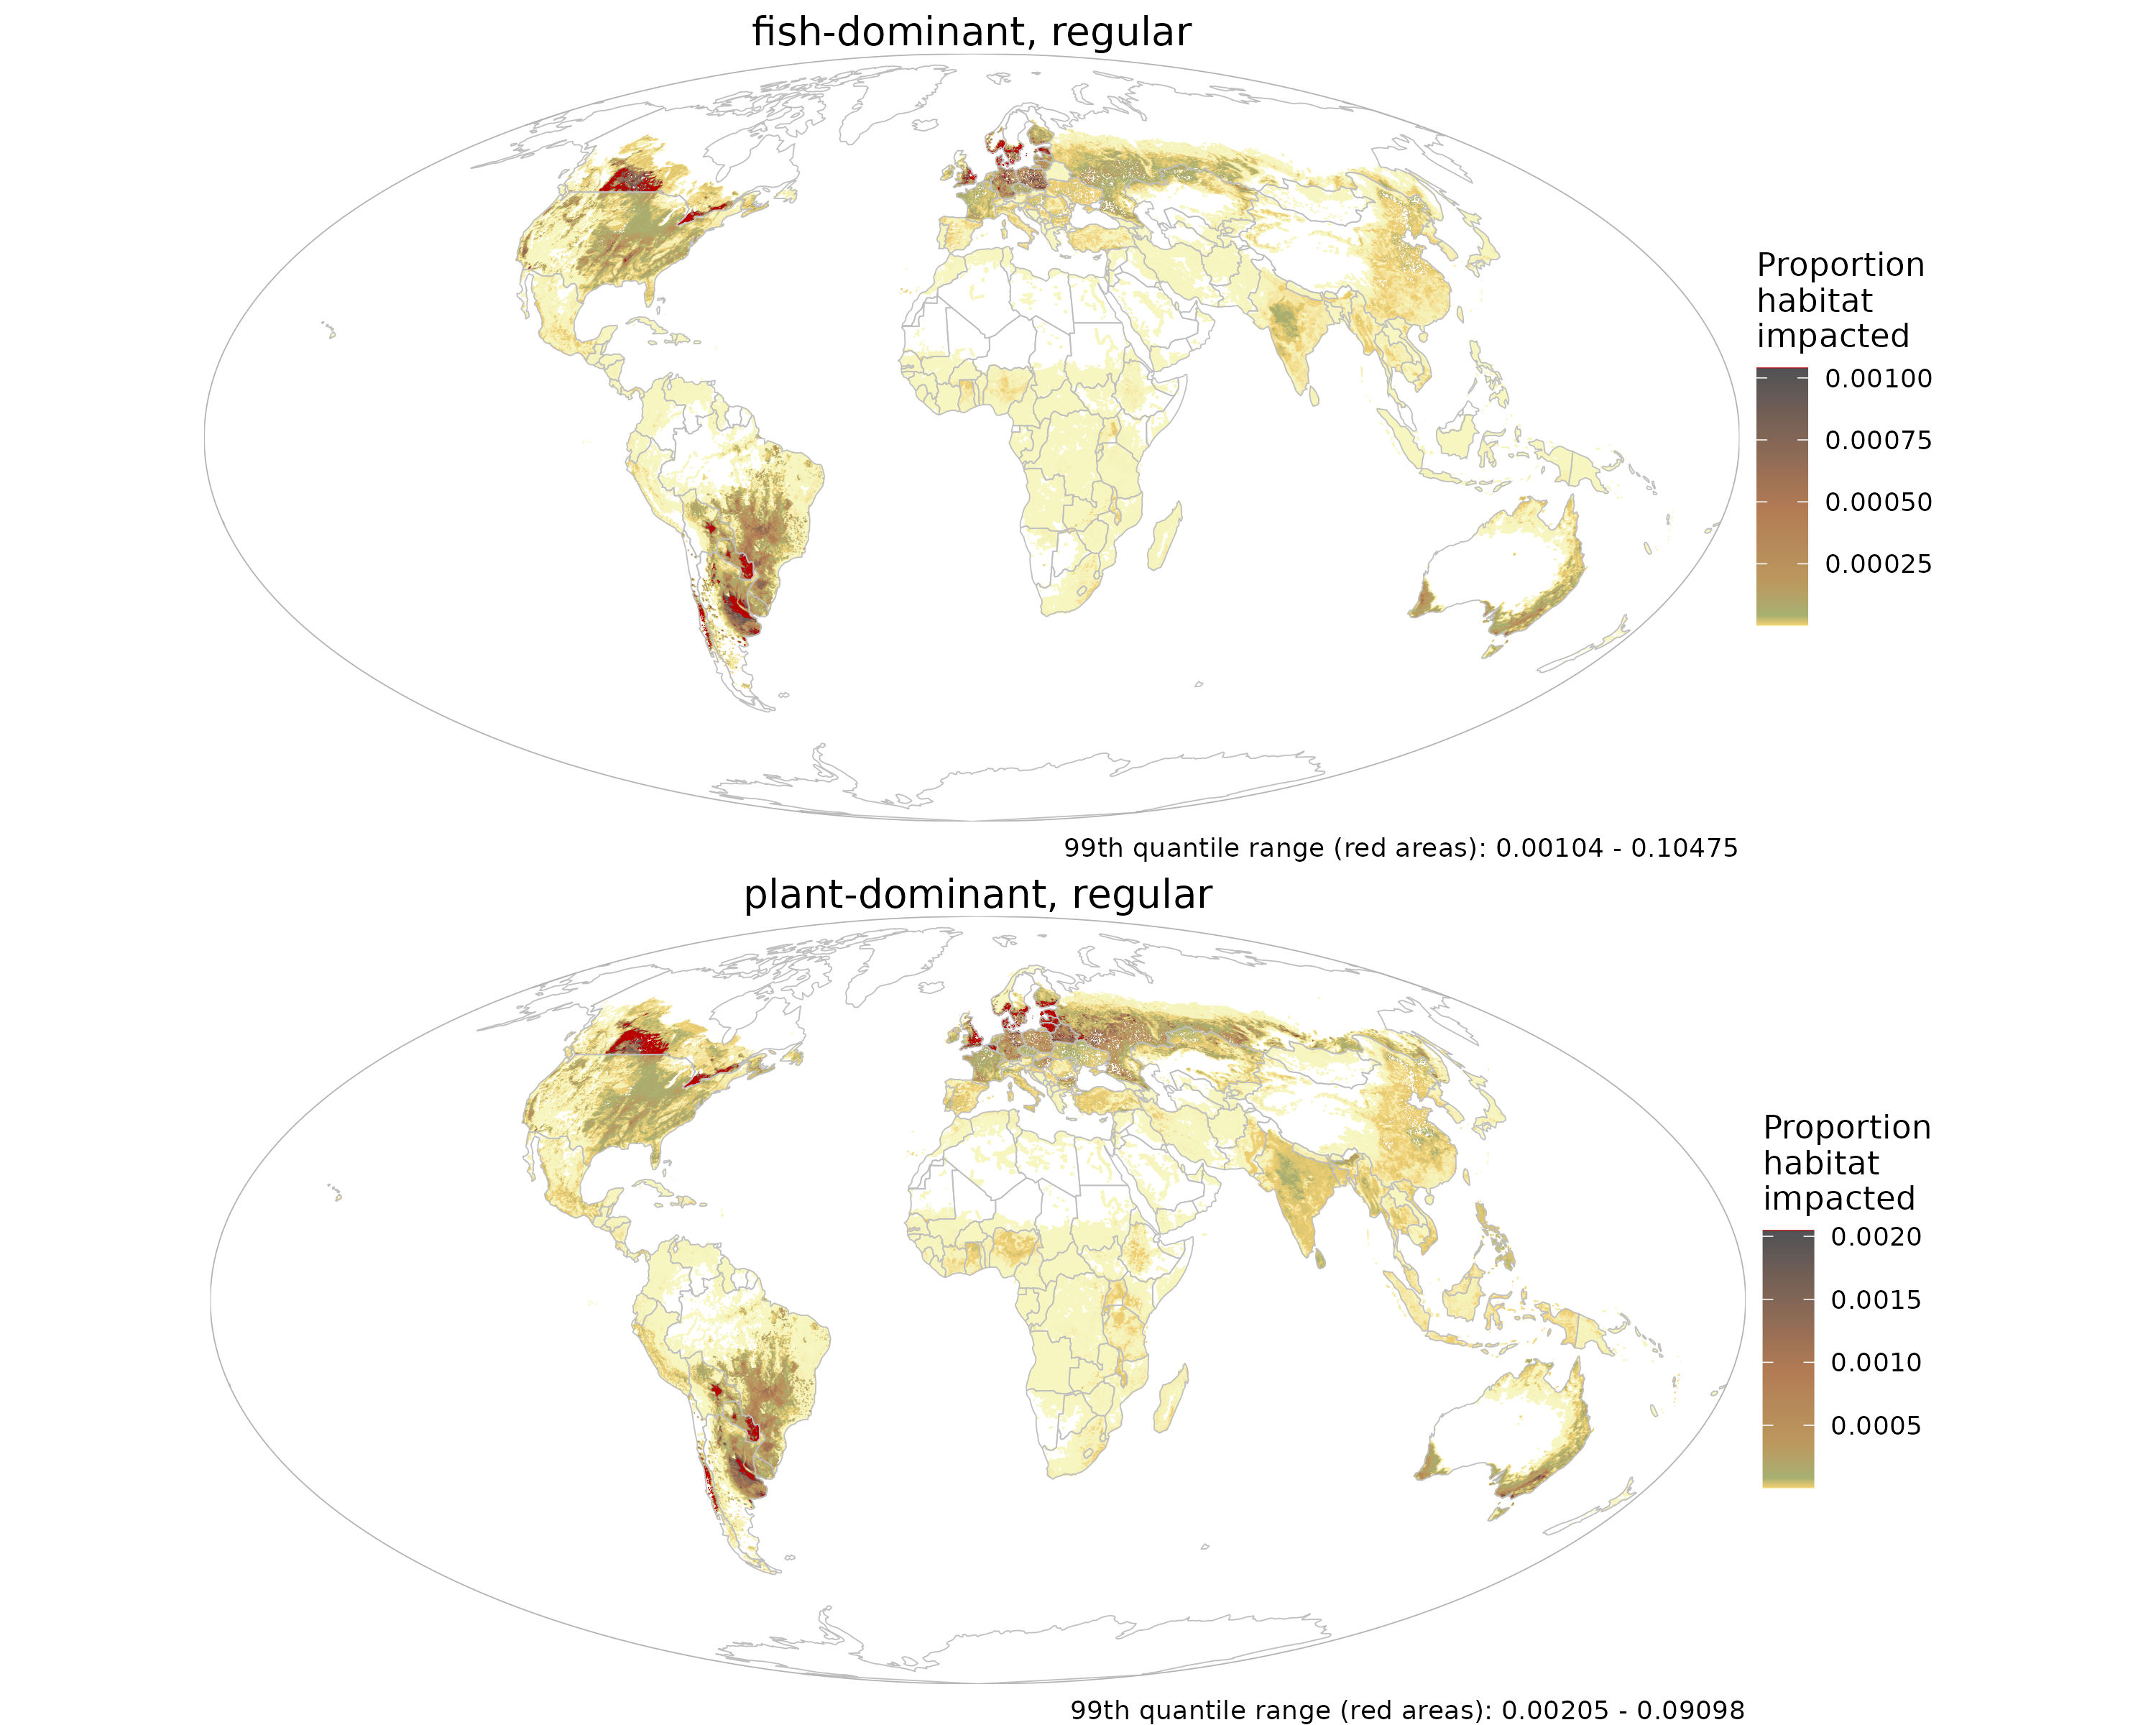 fish-dominant, regular
Proportion
habitat
impacted
0.00100
0.00075
0.00050
0.00025
99th quantile range (red areas): 0.00104 - 0.10475
plant-dominant, regular
Proportion
habitat
impacted
0.0020
0.0015
0.0010
0.0005
99th quantile range (red areas): 0.00205 - 0.09098